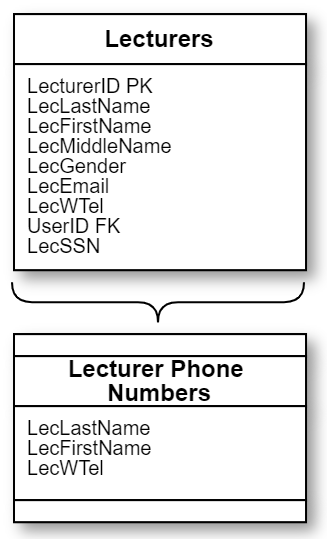 Lecturers
LecturerID PK
LecLastName
LecFirstName
LecMiddleName
LecGender
LecEmail
LecWTel
UserID FK
LecSSN
Lecturer Phone
Numbers
LecLastName
LecFirstName
LecWTel